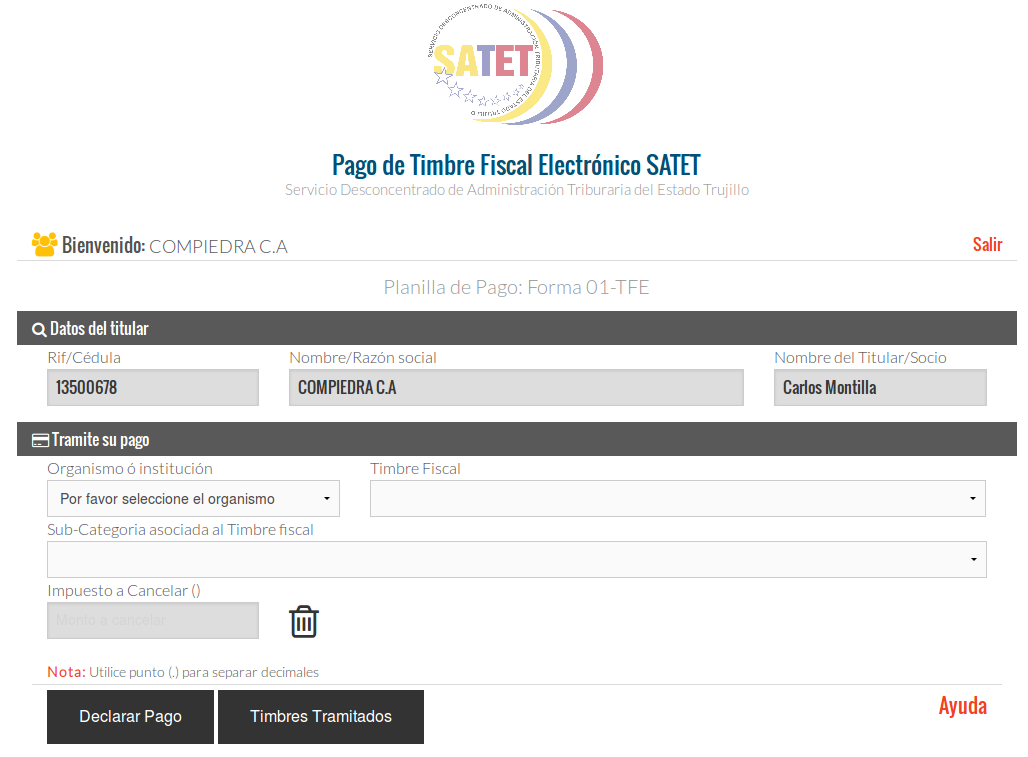 SERVICIO DESCONCENTRADO DE ADMINISTRACIÓN TRIBUTARIA DEL ESTADO TRUJILLO
SATET
Pago de Timbre Fiscal Electrónico SATET
Servicio Desconcentrado de Administración Triburaria del Estado Trujillo
Bienvenido: COMPIEDRA C.A
Salir
Planilla de Pago: Forma 01-TFE
Datos del titular
Rif/Cédula Nombre/Razón social Nombre del Titular/Socio
13500678 COMPIEDRA C.A Carlos Montilla
Tramite su pago
Organismo ó institución Timbre Fiscal
Por favor seleccione el organismo
Sub-Categoria asociada al Timbre fiscal
Impuesto a Cancelar ()
Monto a cancelar
Nota: Utilice punto (.) para separar decimales
Declarar Pago Timbres Tramitados Ayuda